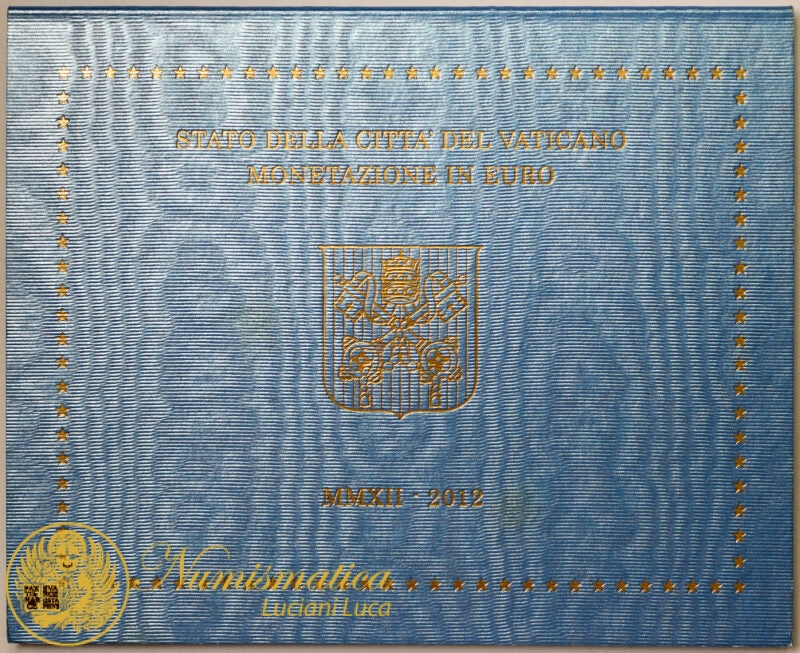 STATO DELLA CITTA' DEL VATICANO
MONETAZIONE IN EURO
MMXII - 2012
Numismatica
Luciani Luca